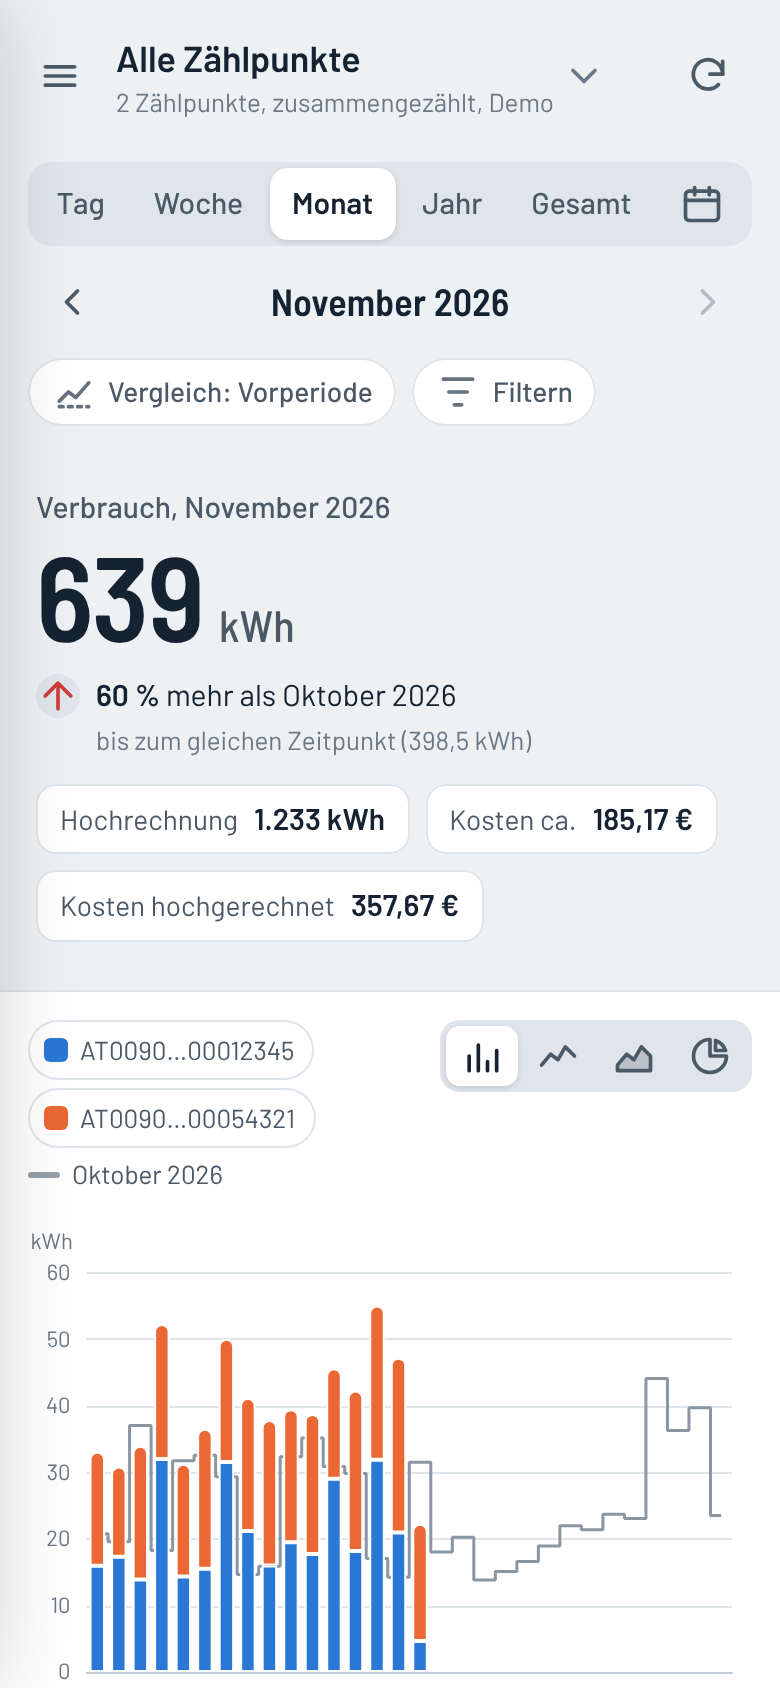 Alle Zählpunkte
2 Zählpunkte, zusammengezählt, Demo
Tag Woche Monat Jahr Gesamt
November 2026
Vergleich: Vorperiode Filtern
Verbrauch, November 2026
639 kWh
60 % mehr als Oktober 2026
bis zum gleichen Zeitpunkt (398,5 kWh)
Hochrechnung 1.233 kWh Kosten ca. 185,17 €
Kosten hochgerechnet 357,67 €
AT0090...00012345
AT0090...00054321
Oktober 2026
kWh
60
50
40
30
20
10
0